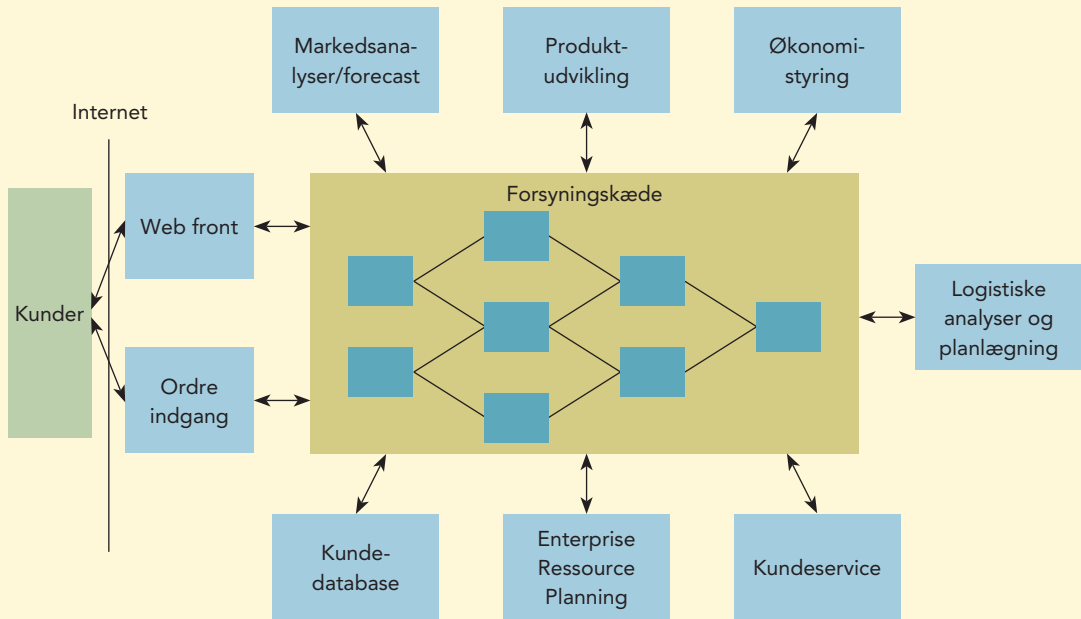 Markedsana-
lyser/forecast
Produkt-
udvikling
Økonomi-
styring
Internet
Forsyningskæde
Web front
Kunder
Logistiske
analyser og
planlægning
Ordre
indgang
Kunde-
database
Enterprise
Ressource
Planning
Kundeservice